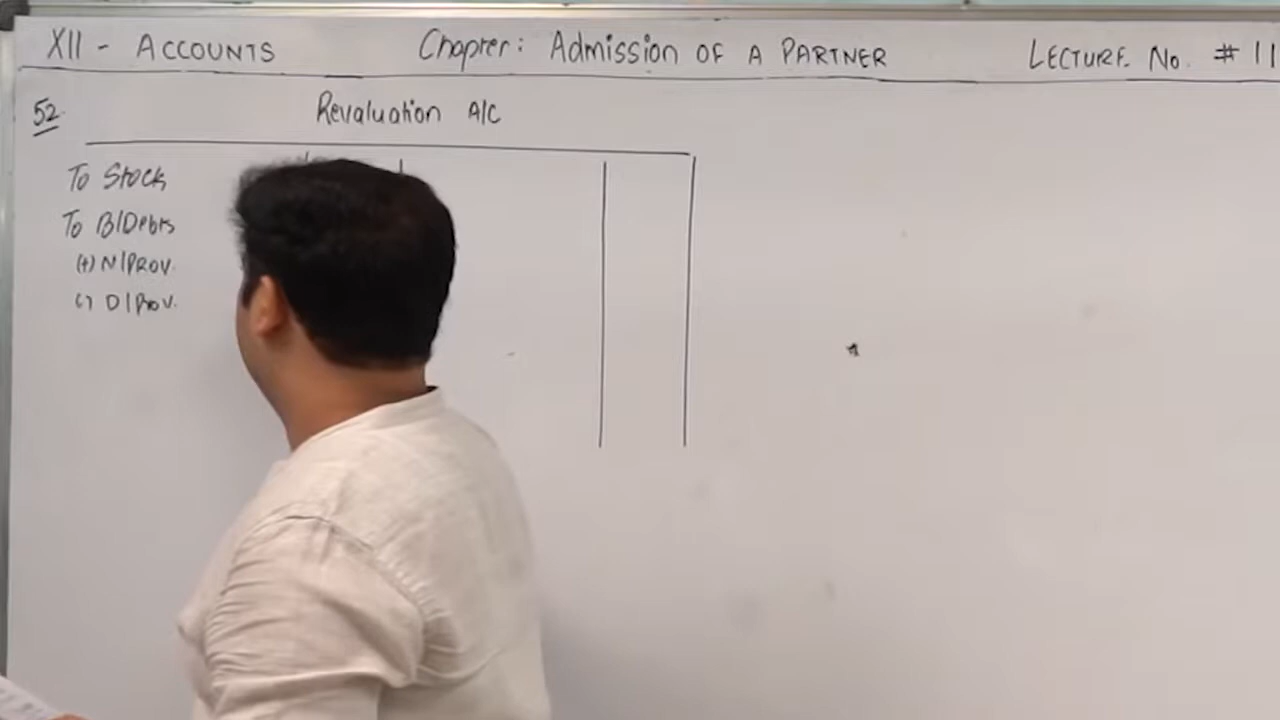 XII - ACCOUNTS Chapter: Admission OF A PARTNER LECTURE No. # 11
52 Revaluation A/C
To Stock
To B/Debts
(+) N/PROV.
(-) O/Prov.